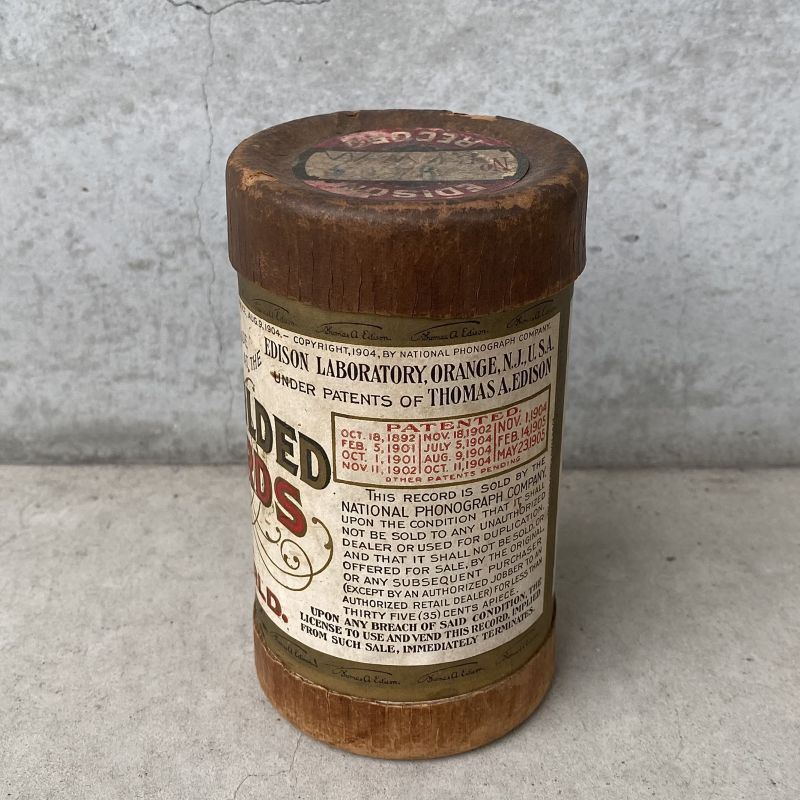 RECORD
No
EDISON
Thomas A. Edison.
Thomas A. Edison.
AUG. 9, 1904. — COPYRIGHT, 1904, BY NATIONAL PHONOGRAPH COMPANY.
THE EDISON LABORATORY, ORANGE, N.J., U.S.A.
UNDER PATENTS OF THOMAS A. EDISON
LDED
RDS
LD.
PATENTED
OCT. 18, 1892 NOV. 18, 1902 NOV. 1, 1904
FEB. 5, 1901 JULY 5, 1904 FEB. 14, 1905
OCT. 1, 1901 AUG. 9, 1904 MAY 23, 1905
NOV. 11, 1902 OCT. 11, 1904
OTHER PATENTS PENDING
THIS RECORD IS SOLD BY THE
NATIONAL PHONOGRAPH COMPANY
UPON THE CONDITION THAT IT SHALL
NOT BE SOLD TO ANY UNAUTHORIZED
DEALER OR USED FOR DUPLICATION,
AND THAT IT SHALL NOT BE SOLD, OR
OFFERED FOR SALE, BY THE ORIGINAL
OR ANY SUBSEQUENT PURCHASER
(EXCEPT BY AN AUTHORIZED JOBBER TO AN
AUTHORIZED RETAIL DEALER) FOR LESS THAN
THIRTY FIVE (35) CENTS APIECE.
UPON ANY BREACH OF SAID CONDITION, THE
LICENSE TO USE AND VEND THIS RECORD, IMPLIED
FROM SUCH SALE, IMMEDIATELY TERMINATES.
Thomas A. Edison.
Thomas A. Edison.